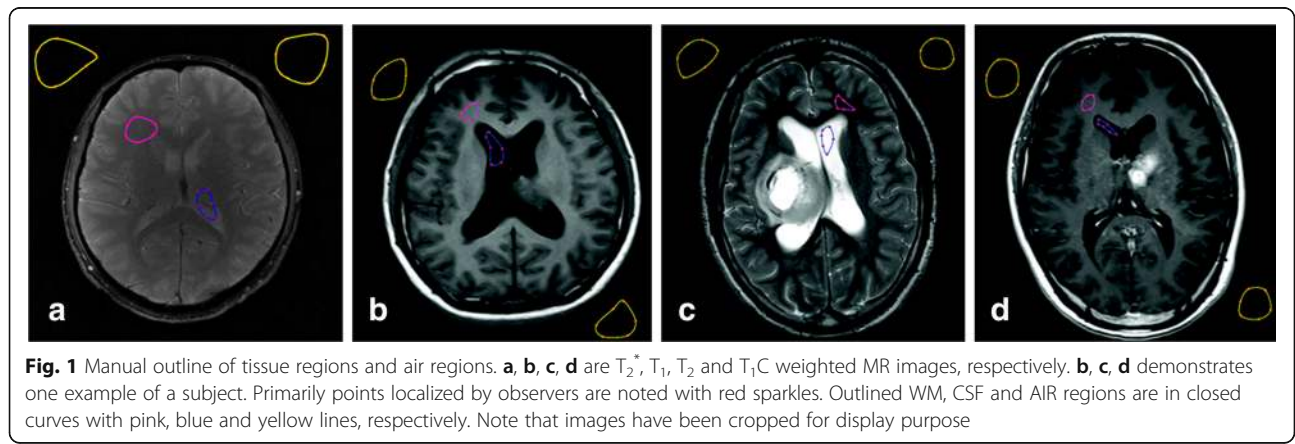 a b c d
Fig. 1 Manual outline of tissue regions and air regions. a, b, c, d are T2*, T1, T2 and T1C weighted MR images, respectively. b, c, d demonstrates
one example of a subject. Primarily points localized by observers are noted with red sparkles. Outlined WM, CSF and AIR regions are in closed
curves with pink, blue and yellow lines, respectively. Note that images have been cropped for display purpose